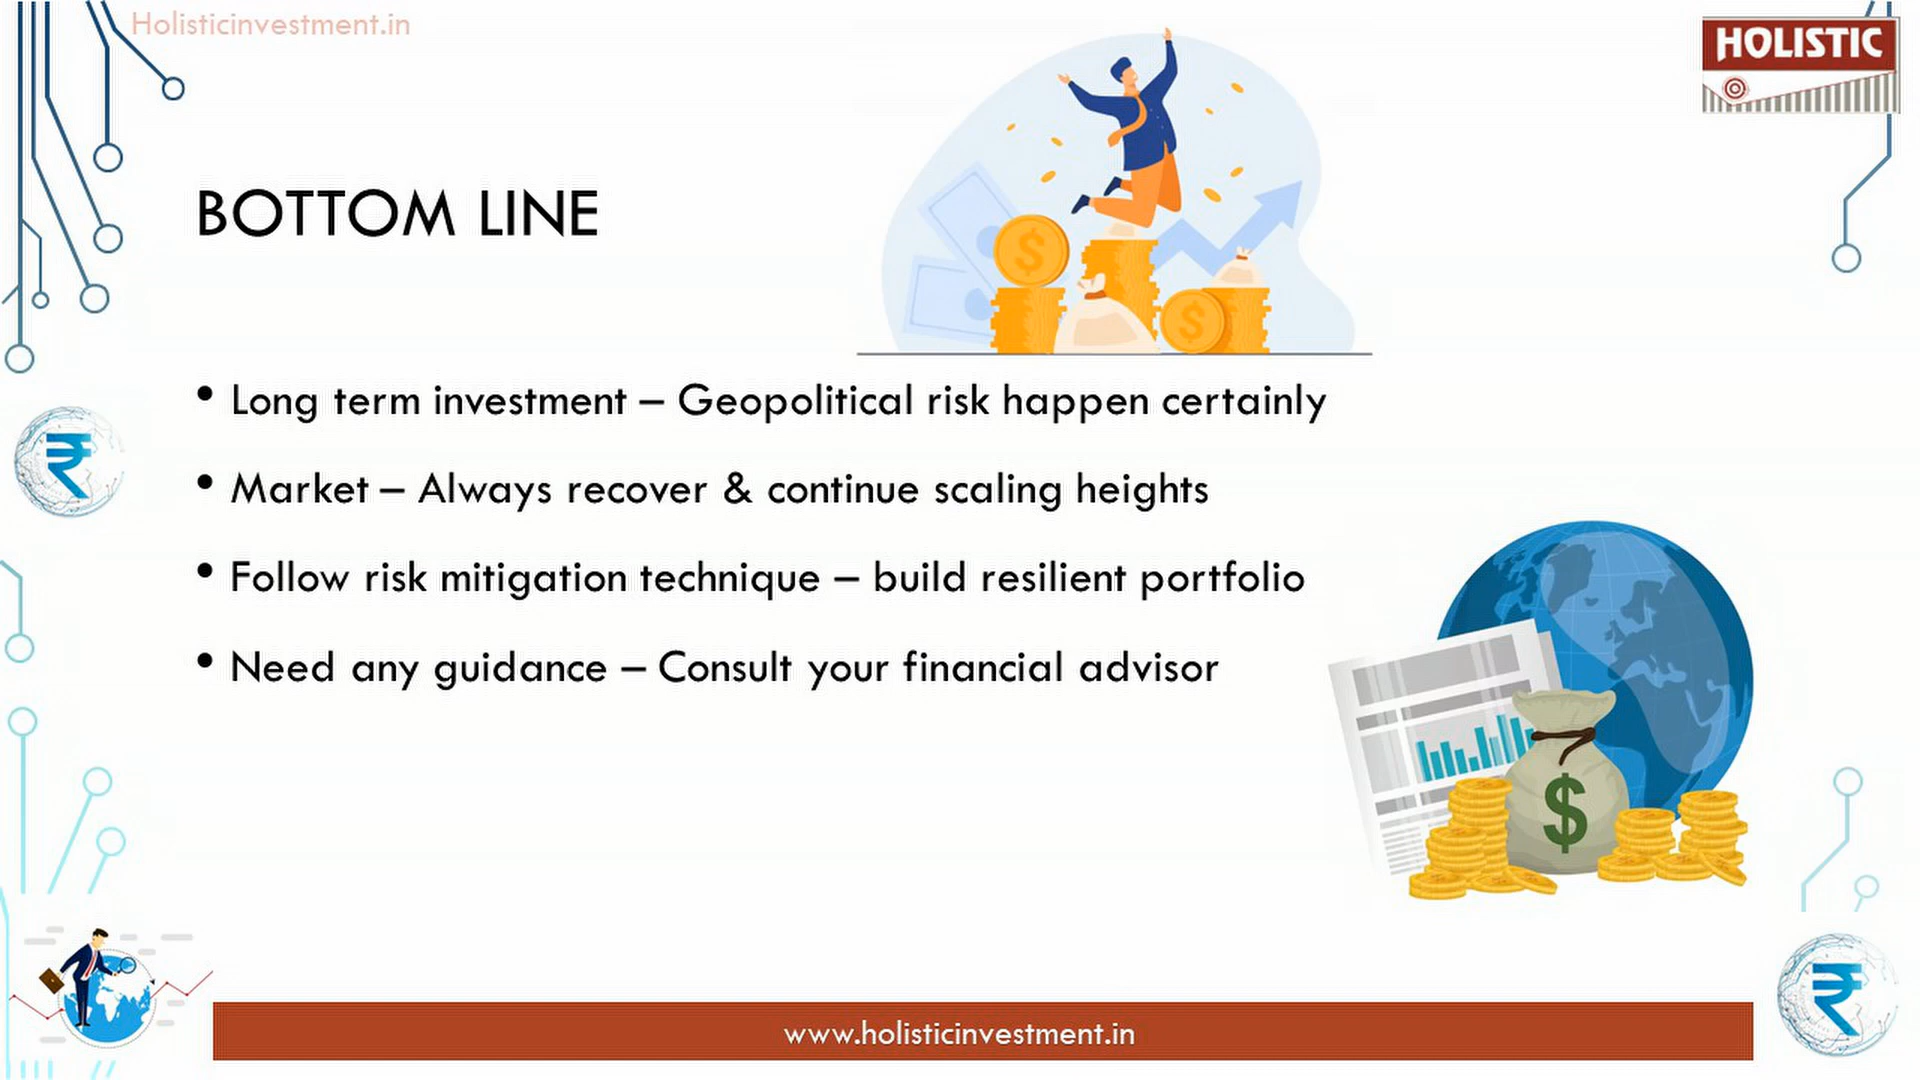 Holisticinvestment.in
HOLISTIC
BOTTOM LINE
$
$
• Long term investment – Geopolitical risk happen certainly
₹
• Market – Always recover & continue scaling heights
• Follow risk mitigation technique – build resilient portfolio
• Need any guidance – Consult your financial advisor
$
₹
www.holisticinvestment.in